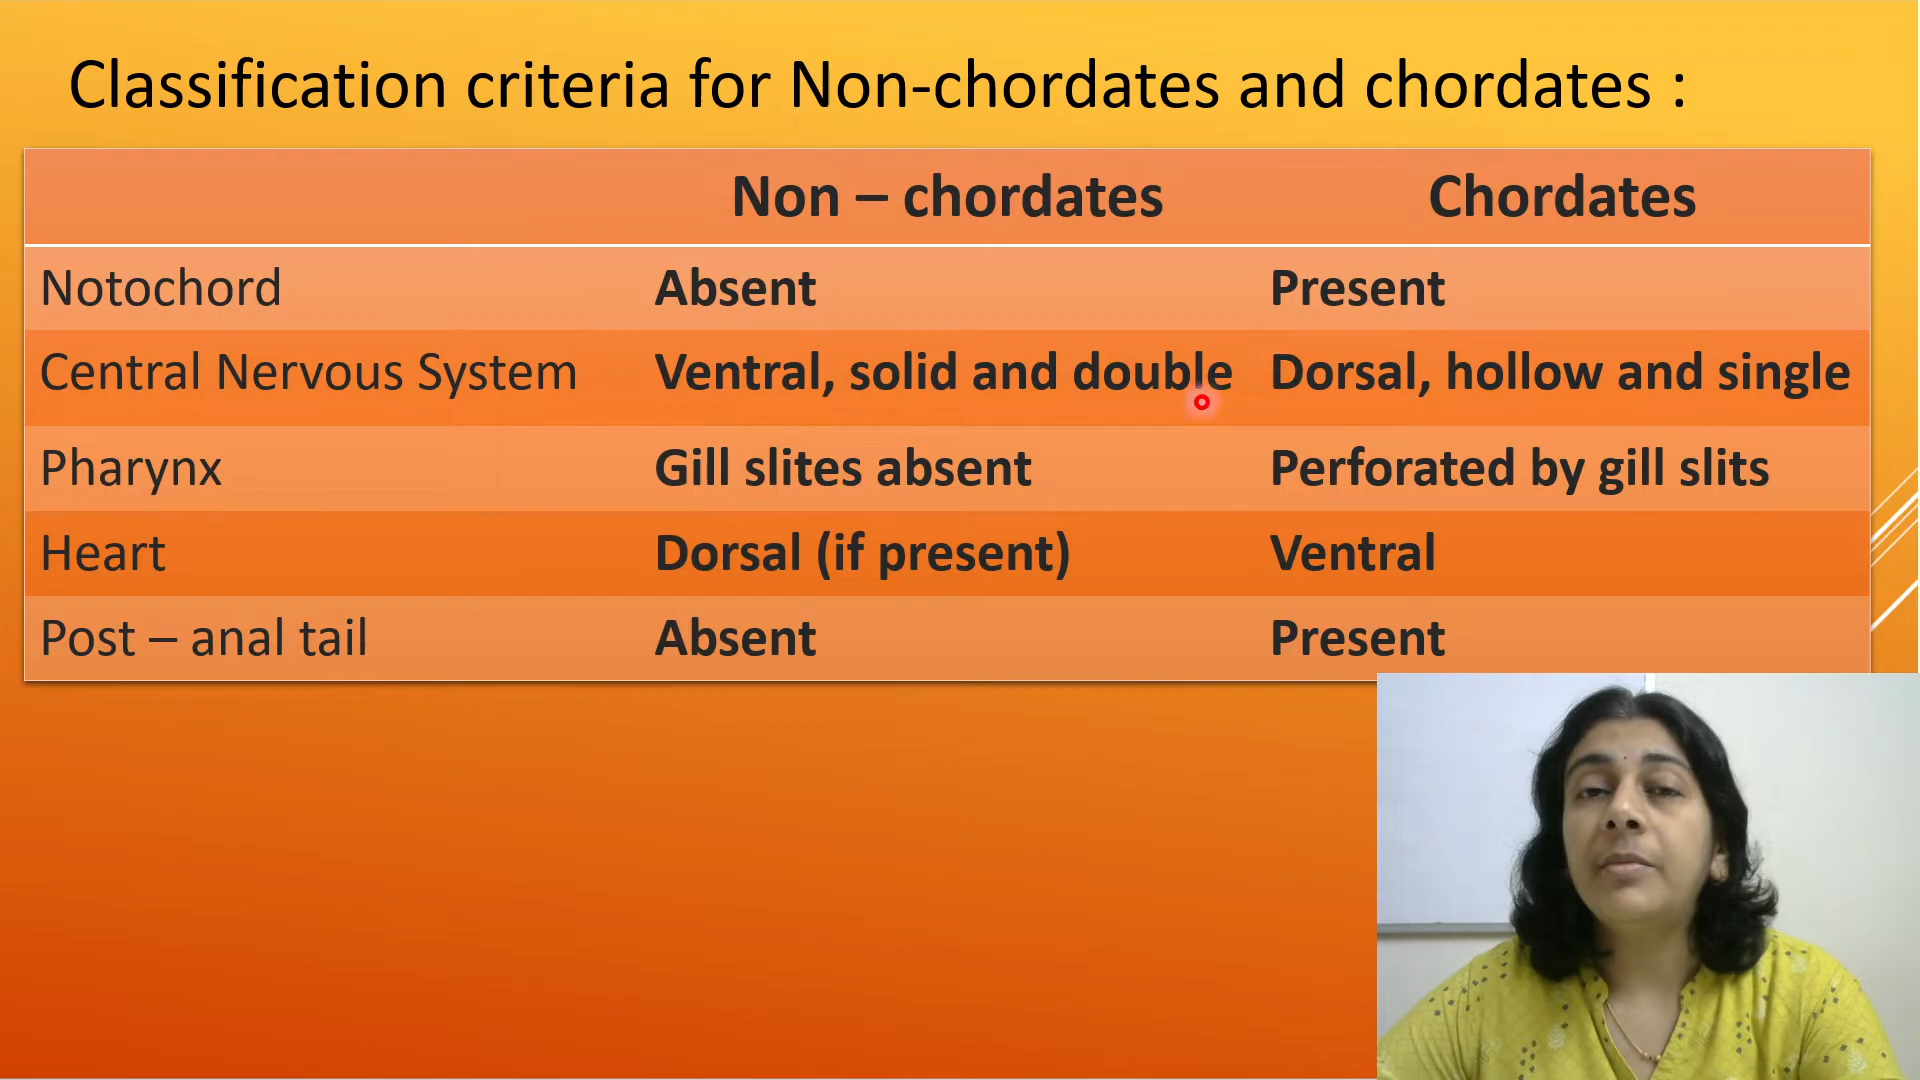 Classification criteria for Non-chordates and chordates :
Non – chordates Chordates
Notochord Absent Present
Central Nervous System Ventral, solid and double Dorsal, hollow and single
Pharynx Gill slites absent Perforated by gill slits
Heart Dorsal (if present) Ventral
Post – anal tail Absent Present